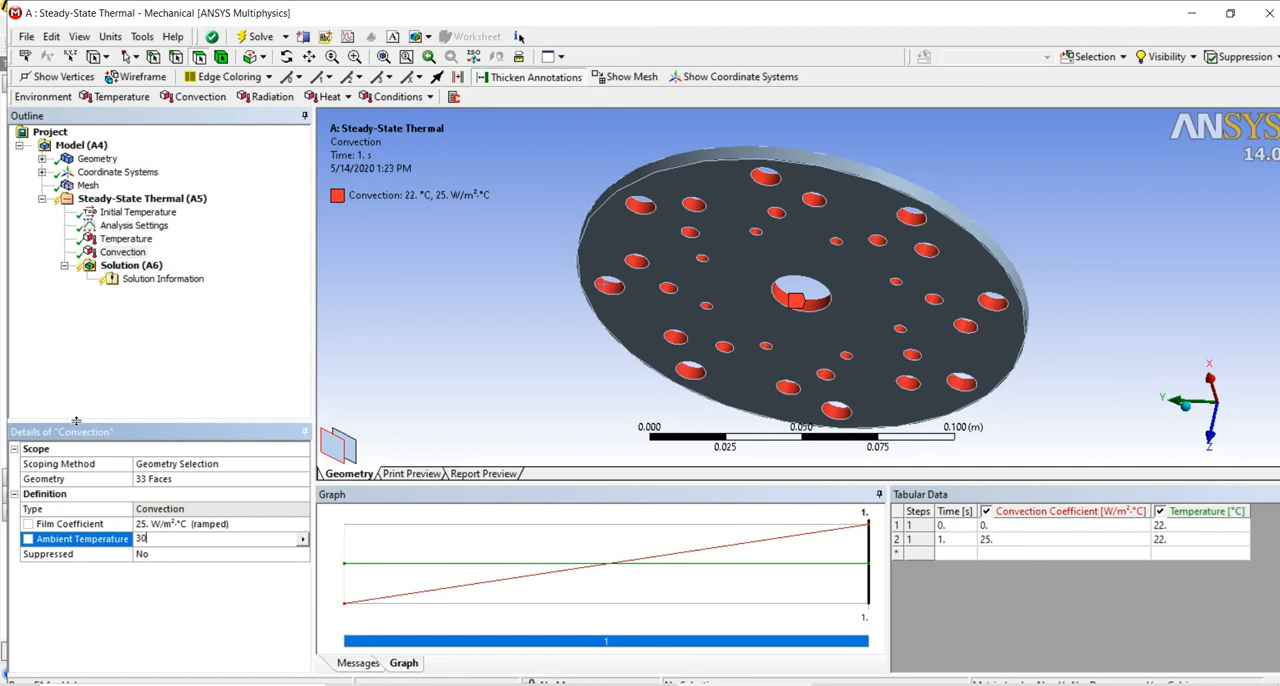 A : Steady-State Thermal - Mechanical [ANSYS Multiphysics]
File Edit View Units Tools Help Solve Worksheet
Selection Visibility Suppression
Show Vertices Wireframe Edge Coloring Thicken Annotations Show Mesh Show Coordinate Systems
Environment Temperature Convection Radiation Heat Conditions
Outline
Project
Model (A4)
Geometry
Coordinate Systems
Mesh
Steady-State Thermal (A5)
Initial Temperature
Analysis Settings
Temperature
Convection
Solution (A6)
Solution Information
A: Steady-State Thermal
Convection
Time: 1. s
5/14/2020 1:23 PM
Convection: 22. °C, 25. W/m²·°C
ANSYS
14.0
X
Y
Z
0.000 0.050 0.100 (m)
0.025 0.075
Geometry Print Preview Report Preview
Details of "Convection"
Scope
Scoping Method Geometry Selection
Geometry 33 Faces
Definition
Type Convection
Film Coefficient 25. W/m²·°C (ramped)
Ambient Temperature 30
Suppressed No
Graph
1.
1.
1
Messages Graph
Tabular Data
Steps Time [s] Convection Coefficient [W/m²·°C] Temperature [°C]
1 1 0. 0. 22.
2 1 1. 25. 22.
*